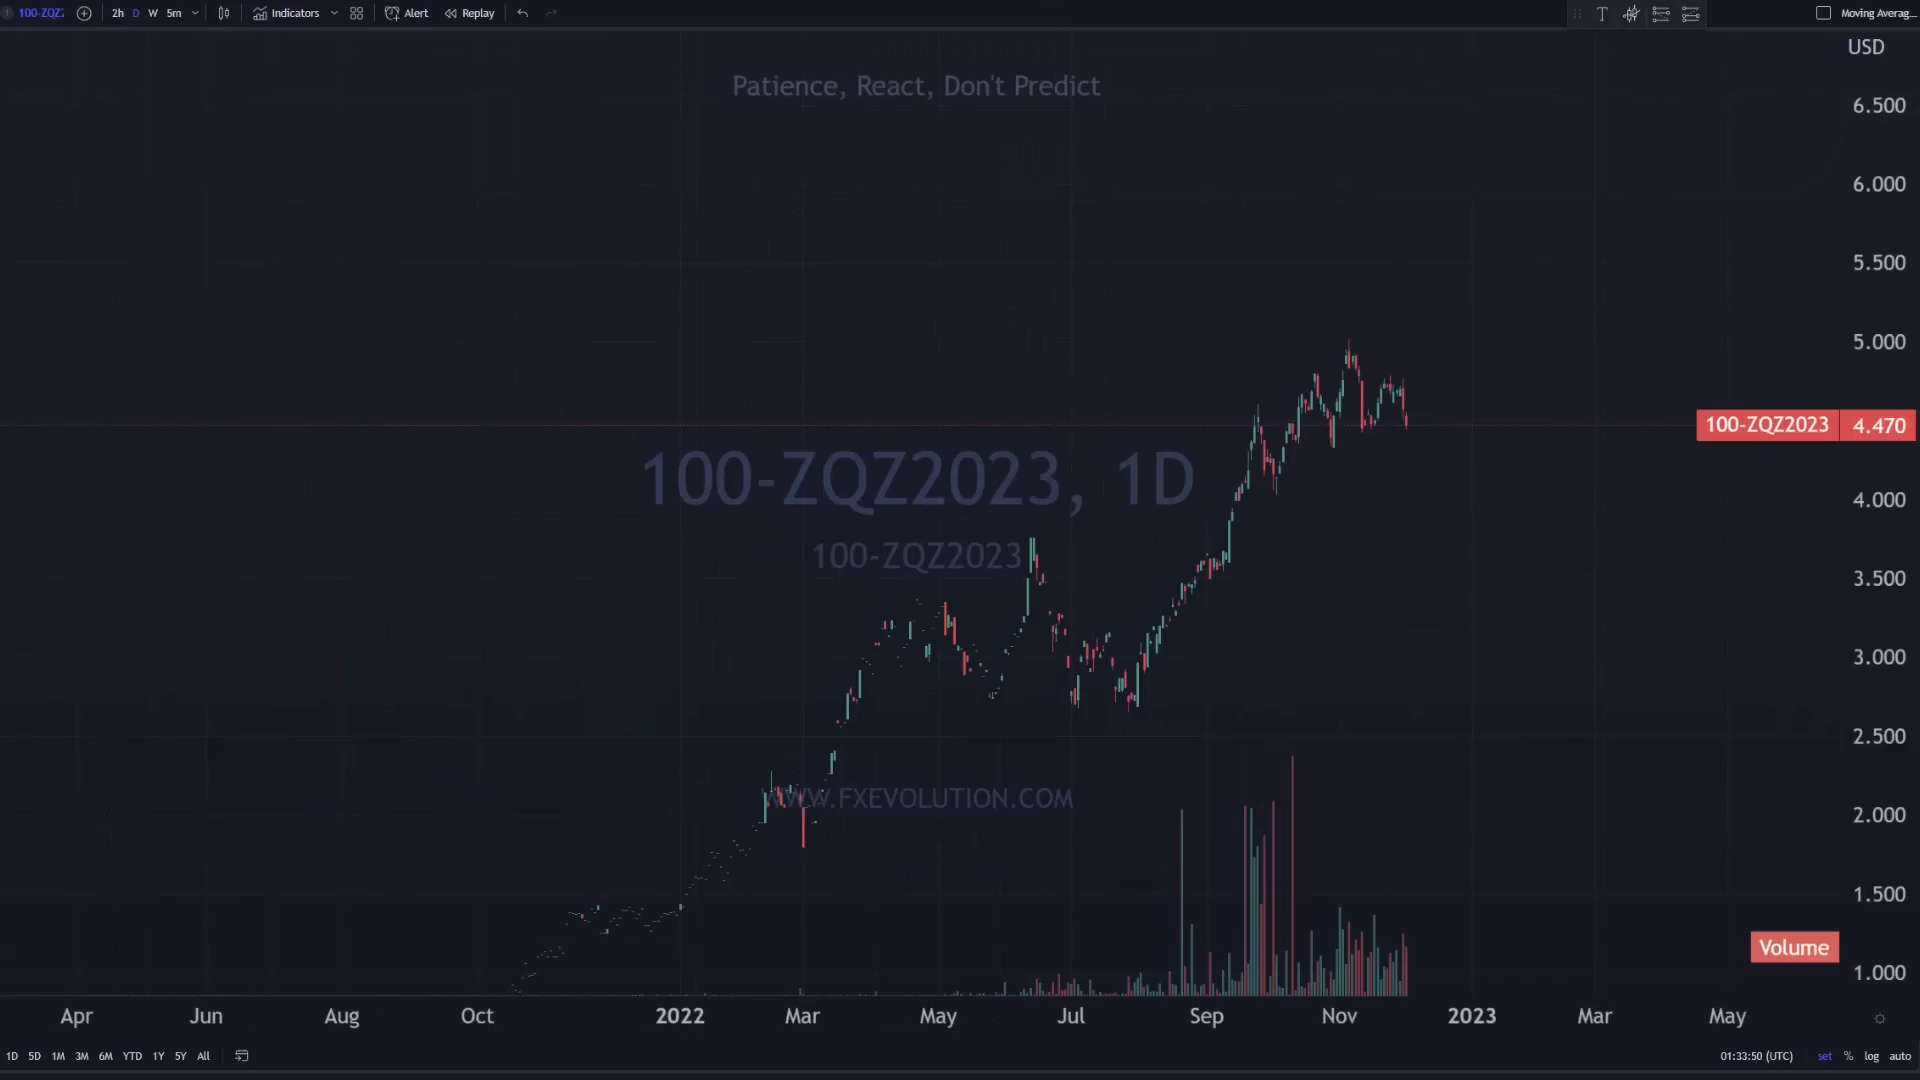 100-ZQZ
2h D W 5m Indicators Alert Replay
Moving Averag...
USD
Patience, React, Don't Predict
6.500
6.000
5.500
5.000
100-ZQZ2023 4.470
4.000
3.500
3.000
2.500
2.000
1.500
1.000
100-ZQZ2023, 1D
100-ZQZ2023
WWW.FXEVOLUTION.COM
Volume
Apr Jun Aug Oct 2022 Mar May Jul Sep Nov 2023 Mar May
1D 5D 1M 3M 6M YTD 1Y 5Y All
01:33:50 (UTC) set % log auto